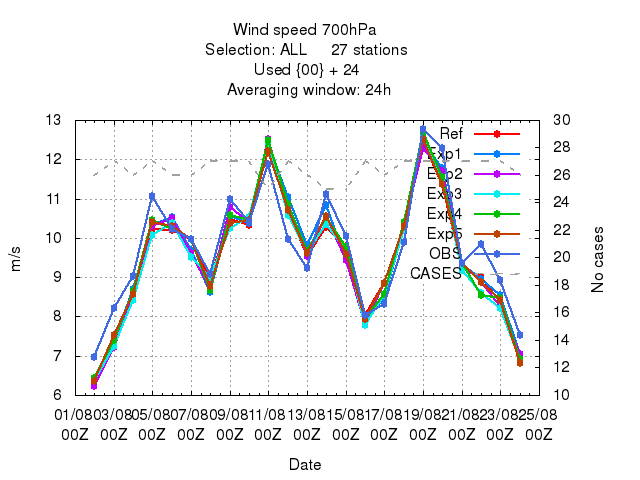 Wind speed 700hPa
Selection: ALL 27 stations
Used {00} + 24
Averaging window: 24h
13 30
12 28
11 26
10 24
9 22
8 20
7 18
6 16
14
12
10
m/s
No cases
Ref
Exp1
Exp2
Exp3
Exp4
Exp5
OBS
CASES
01/08 03/08 05/08 07/08 09/08 11/08 13/08 15/08 17/08 19/08 21/08 23/08 25/08
00Z 00Z 00Z 00Z 00Z 00Z 00Z 00Z 00Z 00Z 00Z 00Z 00Z
Date